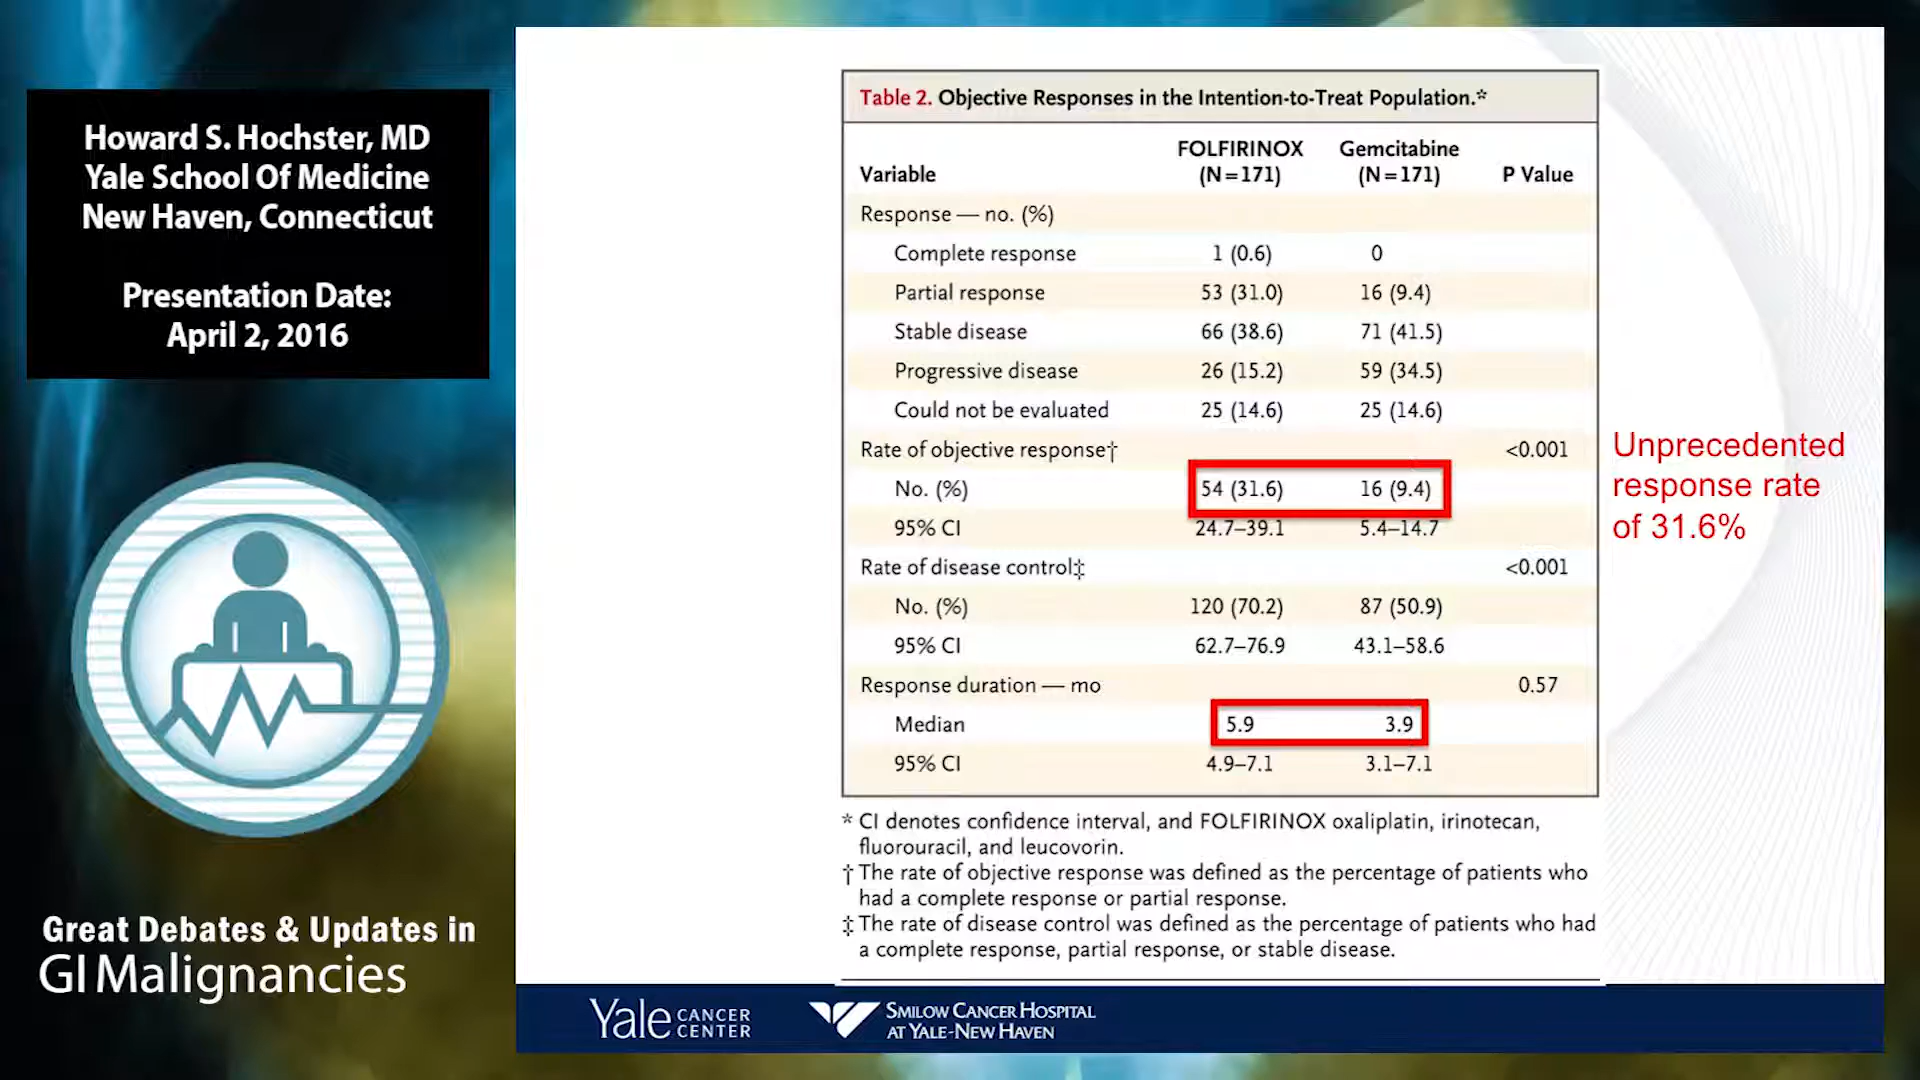 Howard S. Hochster, MD
Yale School Of Medicine
New Haven, Connecticut
Presentation Date:
April 2, 2016
Great Debates & Updates in
GI Malignancies
Table 2. Objective Responses in the Intention-to-Treat Population.*
Variable FOLFIRINOX (N=171) Gemcitabine (N=171) P Value
Response — no. (%)
Complete response 1 (0.6) 0
Partial response 53 (31.0) 16 (9.4)
Stable disease 66 (38.6) 71 (41.5)
Progressive disease 26 (15.2) 59 (34.5)
Could not be evaluated 25 (14.6) 25 (14.6)
Rate of objective response† <0.001
No. (%) 54 (31.6) 16 (9.4)
95% CI 24.7–39.1 5.4–14.7
Rate of disease control‡ <0.001
No. (%) 120 (70.2) 87 (50.9)
95% CI 62.7–76.9 43.1–58.6
Response duration — mo 0.57
Median 5.9 3.9
95% CI 4.9–7.1 3.1–7.1
* CI denotes confidence interval, and FOLFIRINOX oxaliplatin, irinotecan,
fluorouracil, and leucovorin.
† The rate of objective response was defined as the percentage of patients who
had a complete response or partial response.
‡ The rate of disease control was defined as the percentage of patients who had
a complete response, partial response, or stable disease.
Unprecedented
response rate
of 31.6%
Yale CANCER
CENTER
SMILOW CANCER HOSPITAL
AT YALE-NEW HAVEN